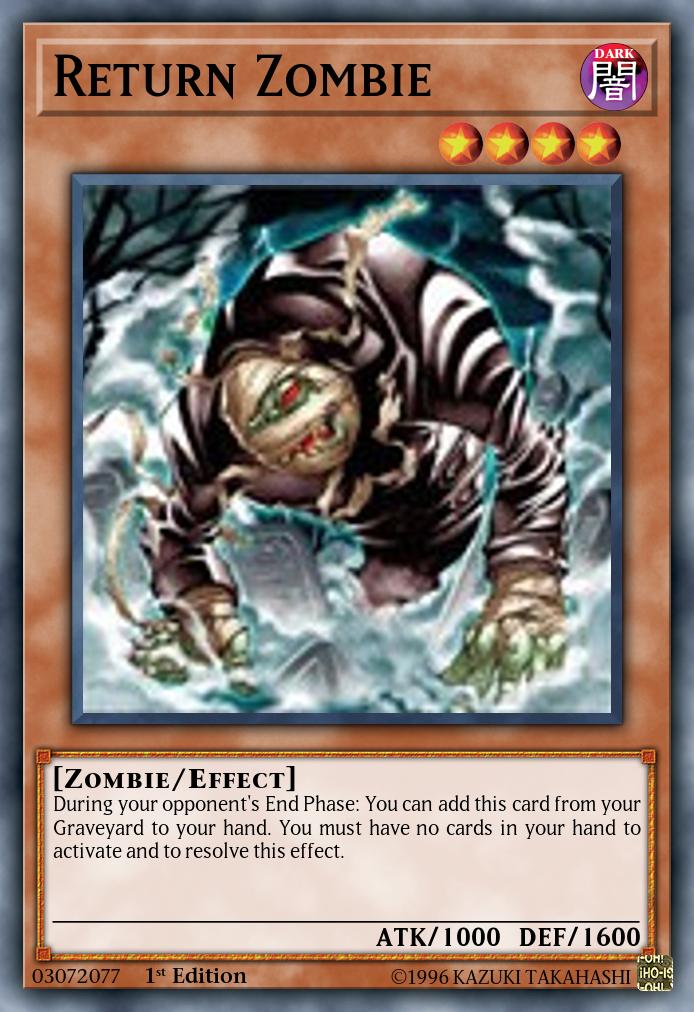 Return Zombie
DARK
闇
[Zombie/Effect]
During your opponent's End Phase: You can add this card from your
Graveyard to your hand. You must have no cards in your hand to
activate and to resolve this effect.
ATK/1000 DEF/1600
03072077 1st Edition ©1996 KAZUKI TAKAHASHI